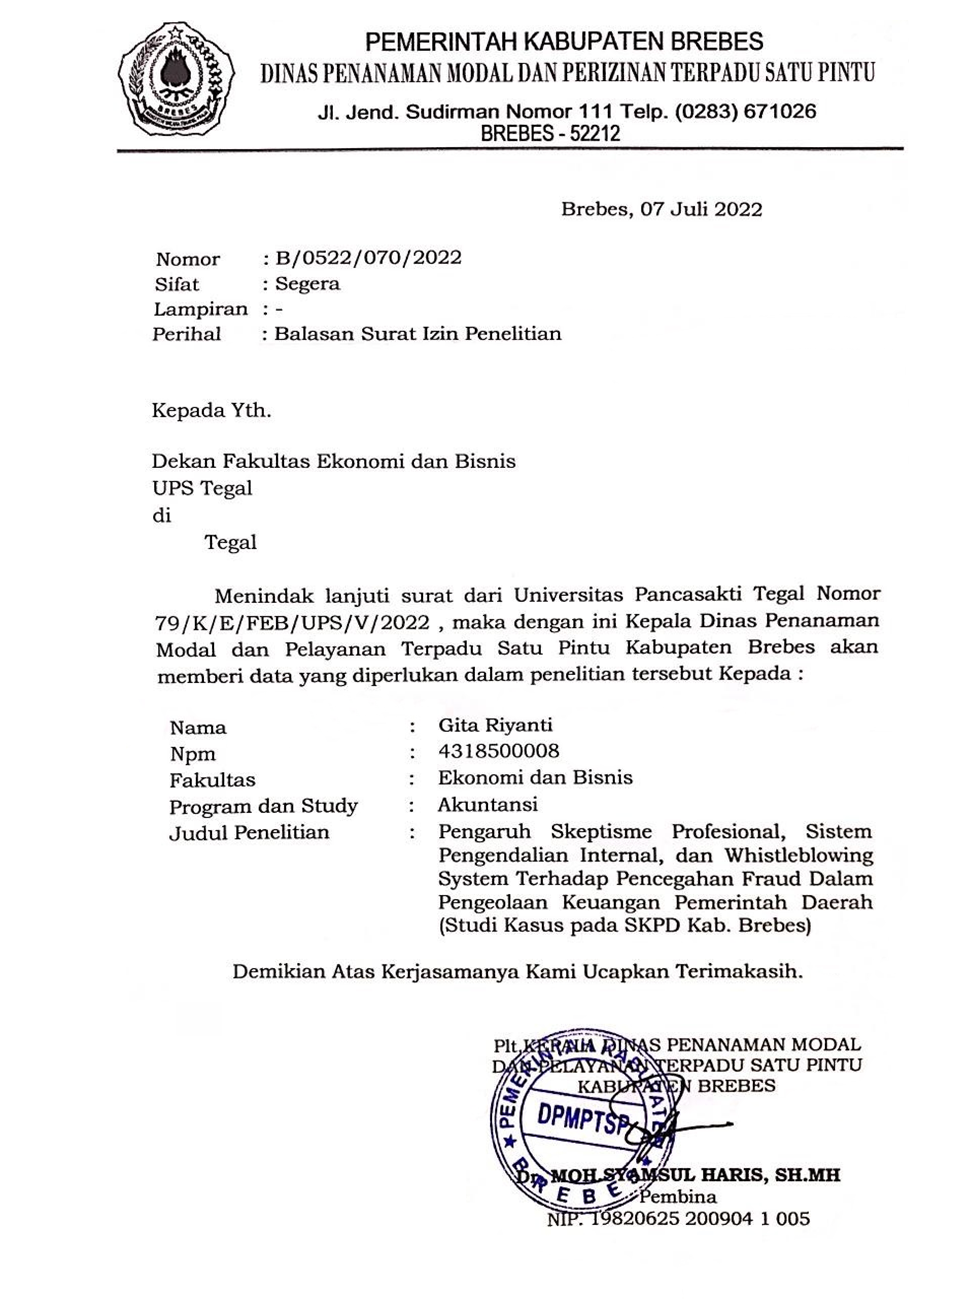 PEMERINTAH KABUPATEN BREBES
DINAS PENANAMAN MODAL DAN PERIZINAN TERPADU SATU PINTU
Jl. Jend. Sudirman Nomor 111 Telp. (0283) 671026
BREBES - 52212
BREBES
Brebes, 07 Juli 2022
Nomor : B/0522/070/2022
Sifat : Segera
Lampiran : -
Perihal : Balasan Surat Izin Penelitian
Kepada Yth.
Dekan Fakultas Ekonomi dan Bisnis
UPS Tegal
di
Tegal
Menindak lanjuti surat dari Universitas Pancasakti Tegal Nomor
79/K/E/FEB/UPS/V/2022 , maka dengan ini Kepala Dinas Penanaman
Modal dan Pelayanan Terpadu Satu Pintu Kabupaten Brebes akan
memberi data yang diperlukan dalam penelitian tersebut Kepada :
Nama : Gita Riyanti
Npm : 4318500008
Fakultas : Ekonomi dan Bisnis
Program dan Study : Akuntansi
Judul Penelitian : Pengaruh Skeptisme Profesional, Sistem
Pengendalian Internal, dan Whistleblowing
System Terhadap Pencegahan Fraud Dalam
Pengeolaan Keuangan Pemerintah Daerah
(Studi Kasus pada SKPD Kab. Brebes)
Demikian Atas Kerjasamanya Kami Ucapkan Terimakasih.
Plt.KEPALA DINAS PENANAMAN MODAL
DAN PELAYANAN TERPADU SATU PINTU
KABUPATEN BREBES
PEMERINTAH KABUPATEN
DPMPTSP
BREBES
Dr. MOH.SYAMSUL HARIS, SH.MH
Pembina
NIP. 19820625 200904 1 005